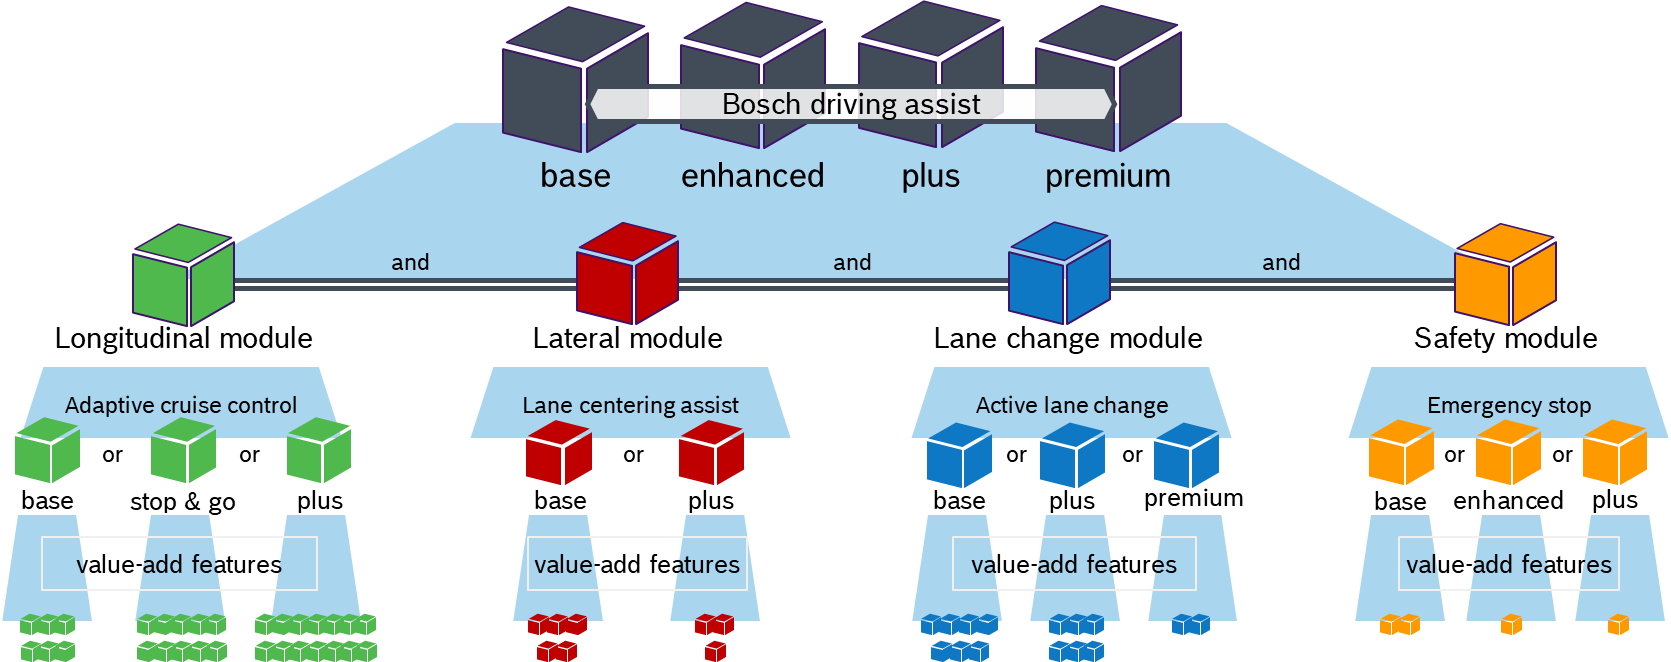 Bosch driving assist
base enhanced plus premium
and and and
Longitudinal module Lateral module Lane change module Safety module
Adaptive cruise control Lane centering assist Active lane change Emergency stop
or or or or or or or
base stop & go plus base plus base plus premium base enhanced plus
value-add features value-add features value-add features value-add features